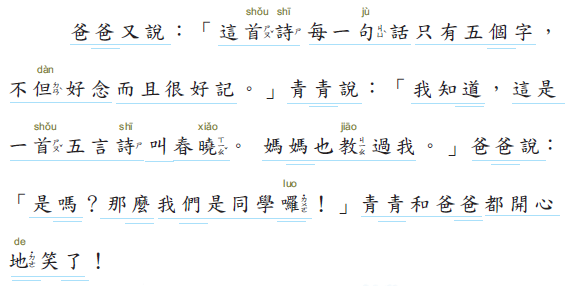 爸爸又說：「這首詩每一句話只有五個字，
不但好念而且很好記。」青青說：「我知道，這是
一首五言詩叫春曉。媽媽也教過我。」爸爸說：
「是嗎？那麼我們是同學囉！」青青和爸爸都開心
地笑了！